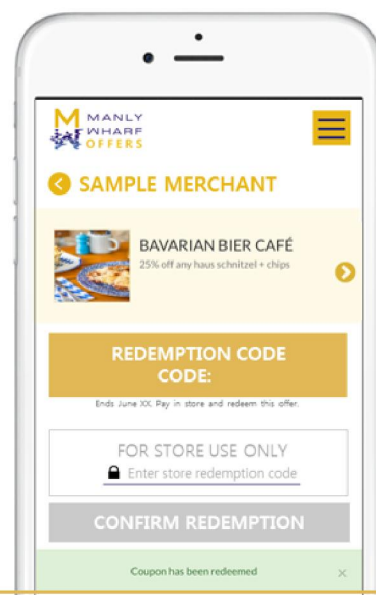 MANLY
WHARF
OFFERS
SAMPLE MERCHANT
BAVARIAN BIER CAFÉ
25% off any haus schnitzel + chips
REDEMPTION CODE
CODE:
Ends June XX. Pay in store and redeem this offer.
FOR STORE USE ONLY
Enter store redemption code
CONFIRM REDEMPTION
Coupon has been redeemed